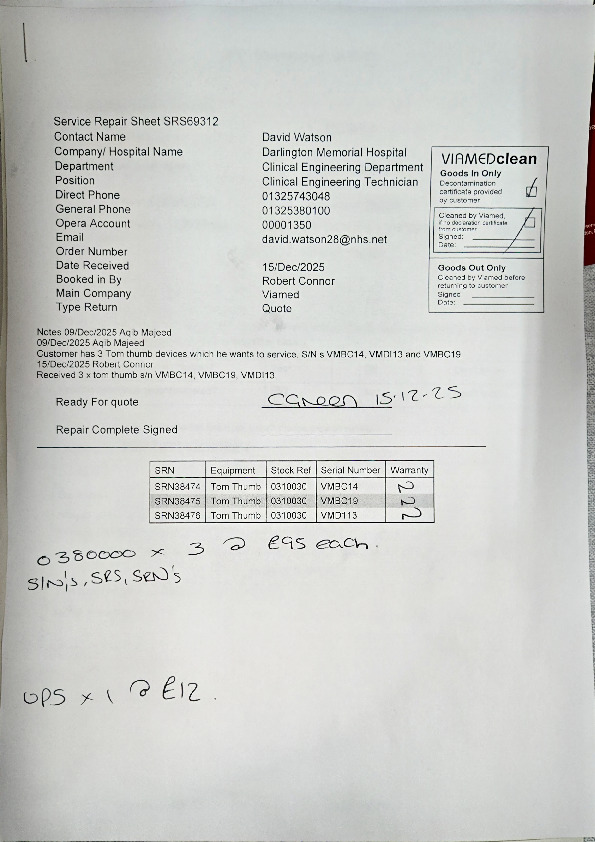 Service Repair Sheet SRS69312
Contact Name David Watson
Company/ Hospital Name Darlington Memorial Hospital
Department Clinical Engineering Department
Position Clinical Engineering Technician
Direct Phone 01325743048
General Phone 01325380100
Opera Account 00001350
Email david.watson28@nhs.net
Order Number
Date Received 15/Dec/2025
Booked in By Robert Connor
Main Company Viamed
Type Return Quote
VIAMEDclean
Goods In Only
Decontamination
certificate provided
by customer
Cleaned by Viamed,
if no declaration certificate
from customer
Signed:
Date:
Goods Out Only
Cleaned by Viamed before
returning to customer
Signed
Date:
Notes 09/Dec/2025 Aqib Majeed
09/Dec/2025 Aqib Majeed
Customer has 3 Tom thumb devices which he wants to service, S/N s VMBC14, VMDI13 and VMBC19
15/Dec/2025 Robert Connor
Received 3 x tom thumb s/n VMBC14, VMBC19, VMDI13
Ready For quote CGreen 15.12.25
Repair Complete Signed
SRN Equipment Stock Ref Serial Number Warranty
SRN38474 Tom Thumb 0310030 VMBC14 N
SRN38475 Tom Thumb 0310030 VMBC19 N
SRN38476 Tom Thumb 0310030 VMDI13 N
0380000 x 3 @ £95 each.
S/N's, SRS, SRN's
UPS x 1 @ £12.